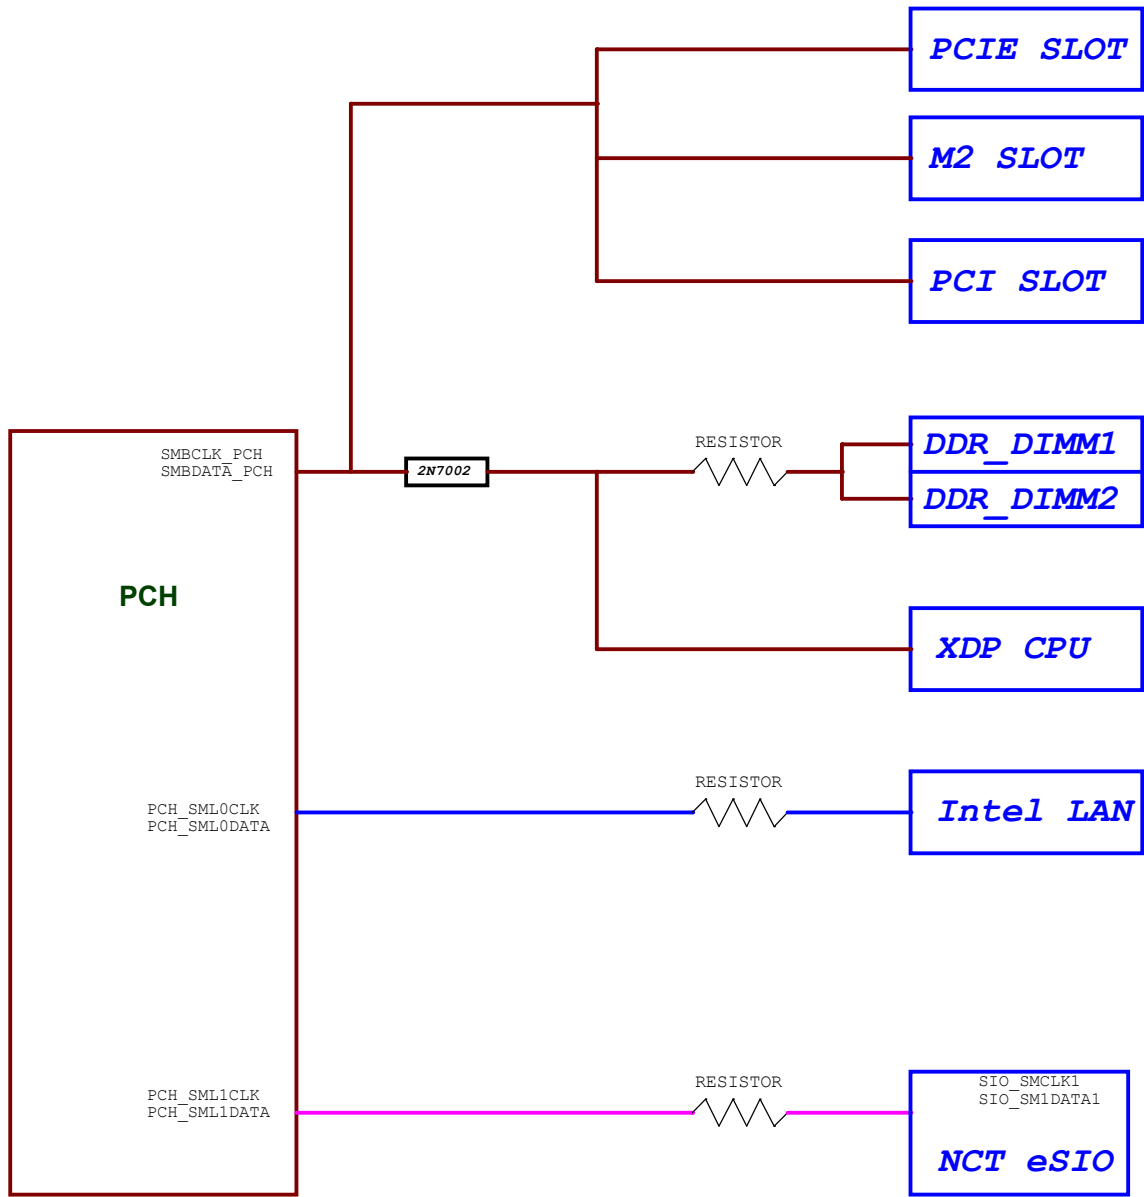 PCIE SLOT
M2 SLOT
PCI SLOT
SMBCLK_PCH
SMBDATA_PCH
2N7002
RESISTOR
DDR_DIMM1
DDR_DIMM2
PCH
XDP CPU
PCH_SML0CLK
PCH_SML0DATA
RESISTOR
Intel LAN
PCH_SML1CLK
PCH_SML1DATA
RESISTOR
SIO_SMCLK1
SIO_SM1DATA1
NCT eSIO